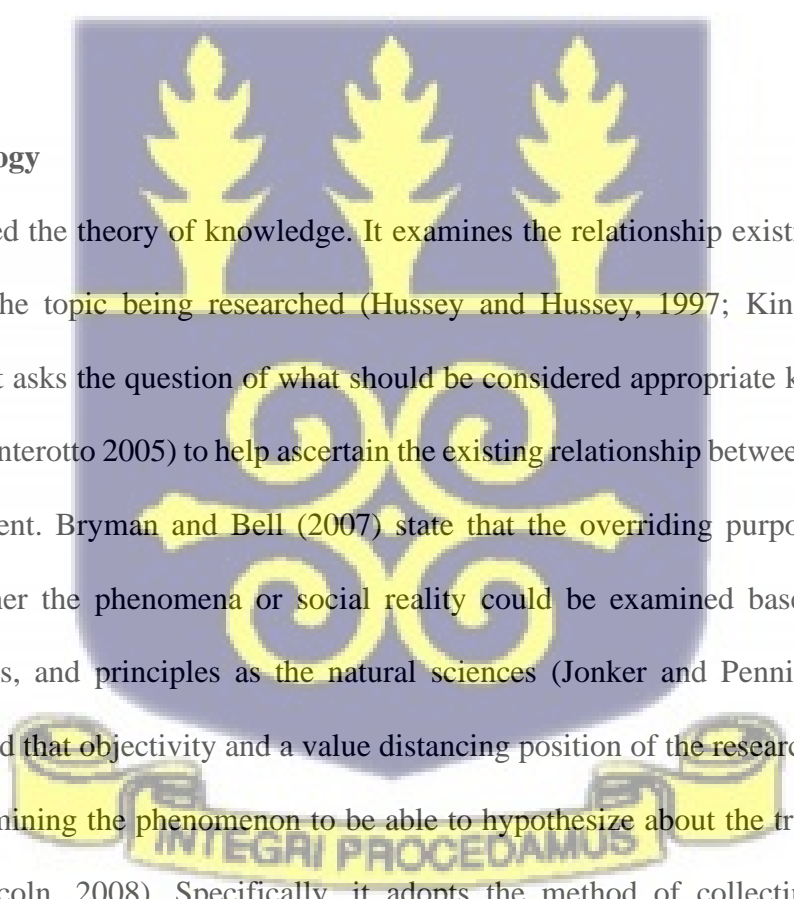 ogy
ed the theory of knowledge. It examines the relationship existi
he topic being researched (Hussey and Hussey, 1997; Kin
t asks the question of what should be considered appropriate k
nterotto 2005) to help ascertain the existing relationship betwee
ent. Bryman and Bell (2007) state that the overriding purpo
her the phenomena or social reality could be examined base
s, and principles as the natural sciences (Jonker and Penni
d that objectivity and a value distancing position of the researc
mining the phenomenon to be able to hypothesize about the tr
INTEGRI PROCEDAMUS
coln, 2008). Specifically, it adopts the method of collectin